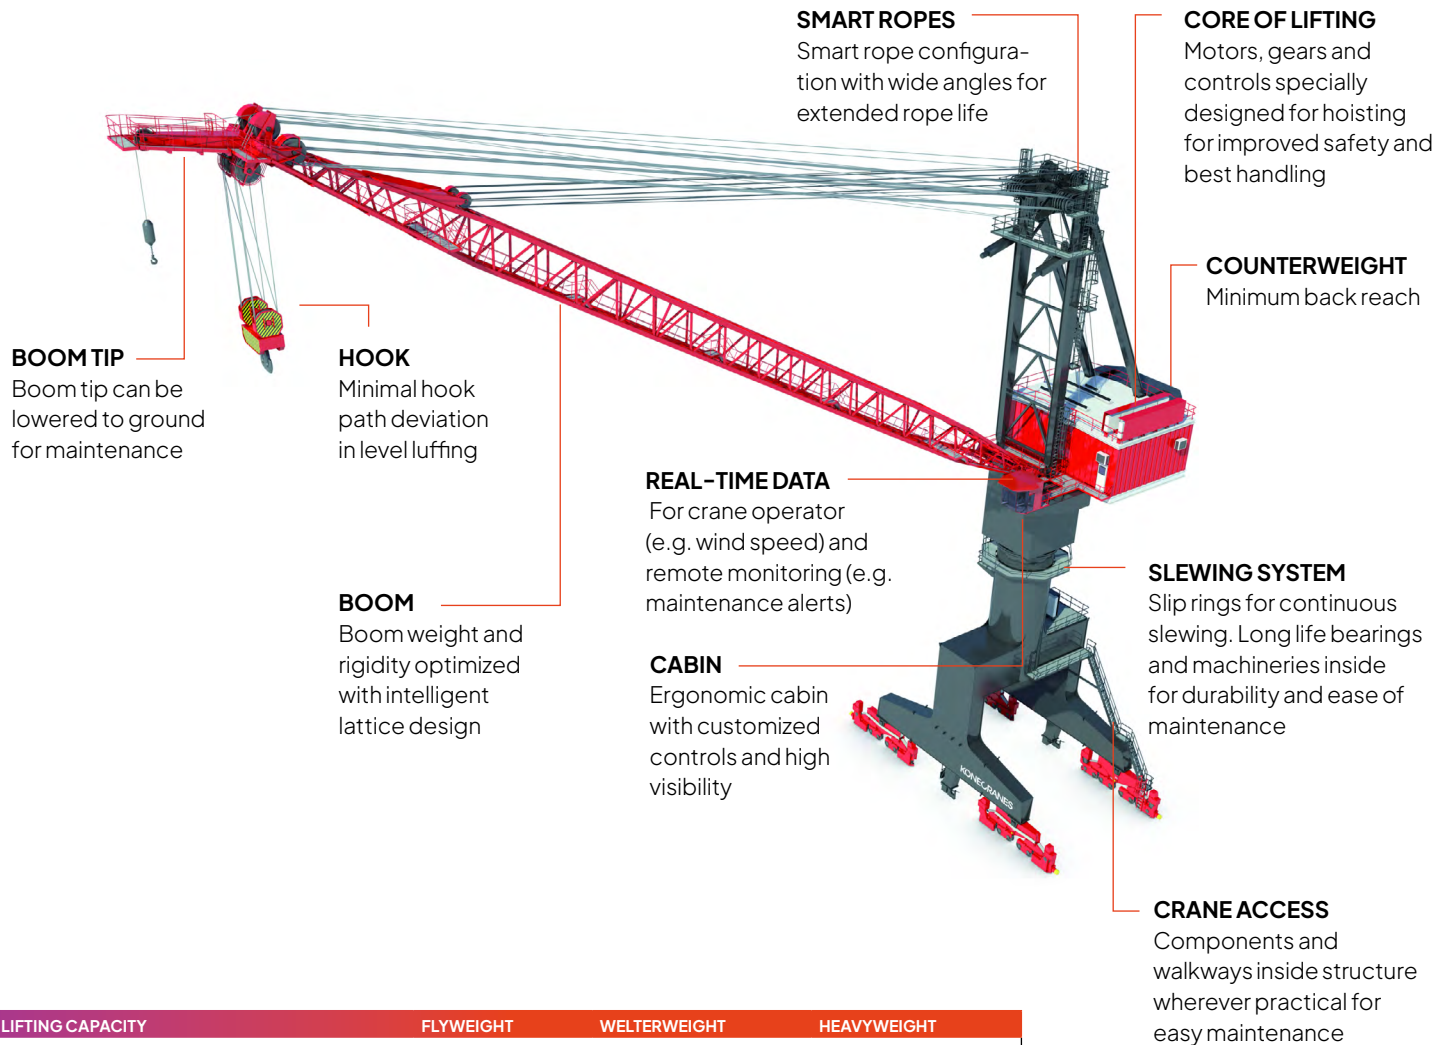 SMART ROPES
Smart rope configura-
tion with wide angles for
extended rope life
CORE OF LIFTING
Motors, gears and
controls specially
designed for hoisting
for improved safety and
best handling
COUNTERWEIGHT
Minimum back reach
BOOM TIP
Boom tip can be
lowered to ground
for maintenance
HOOK
Minimal hook
path deviation
in level luffing
REAL-TIME DATA
For crane operator
(e.g. wind speed) and
remote monitoring (e.g.
maintenance alerts)
SLEWING SYSTEM
Slip rings for continuous
slewing. Long life bearings
and machineries inside
for durability and ease of
maintenance
BOOM
Boom weight and
rigidity optimized
with intelligent
lattice design
CABIN
Ergonomic cabin
with customized
controls and high
visibility
KONECRANES
CRANE ACCESS
Components and
walkways inside structure
wherever practical for
easy maintenance
LIFTING CAPACITY FLYWEIGHT WELTERWEIGHT HEAVYWEIGHT